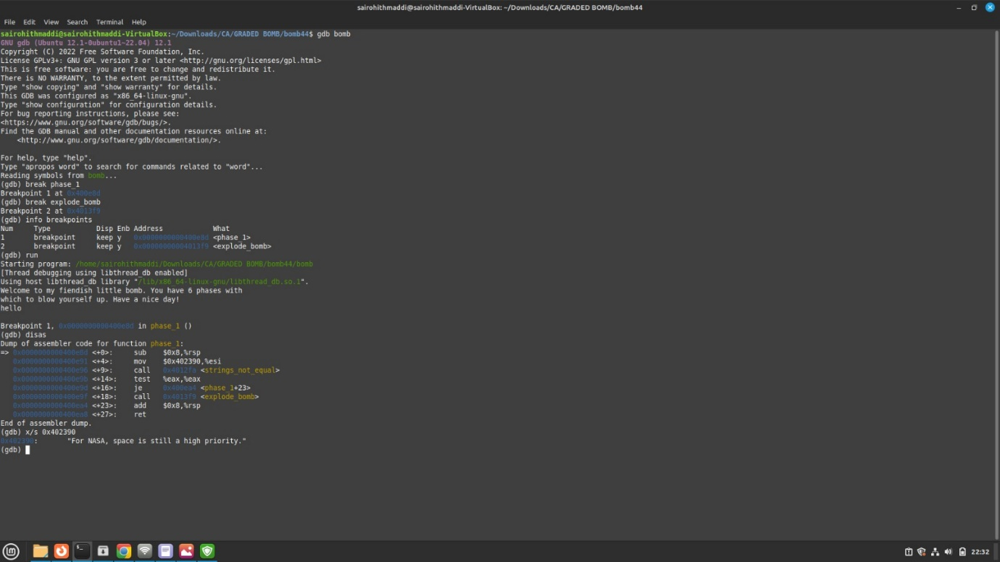 sairohithmaddi@sairohithmaddi-VirtualBox: ~/Downloads/CA/GRADED BOMB/bomb44
File Edit View Search Terminal Help
sairohithmaddi@sairohithmaddi-VirtualBox:~/Downloads/CA/GRADED BOMB/bomb44$ gdb bomb
GNU gdb (Ubuntu 12.1-0ubuntu1~22.04) 12.1
Copyright (C) 2022 Free Software Foundation, Inc.
License GPLv3+: GNU GPL version 3 or later <http://gnu.org/licenses/gpl.html>
This is free software: you are free to change and redistribute it.
There is NO WARRANTY, to the extent permitted by law.
Type "show copying" and "show warranty" for details.
This GDB was configured as "x86_64-linux-gnu".
Type "show configuration" for configuration details.
For bug reporting instructions, please see:
<https://www.gnu.org/software/gdb/bugs/>.
Find the GDB manual and other documentation resources online at:
    <http://www.gnu.org/software/gdb/documentation/>.
For help, type "help".
Type "apropos word" to search for commands related to "word"...
Reading symbols from bomb...
(gdb) break phase_1
Breakpoint 1 at 0x400e8d
(gdb) break explode_bomb
Breakpoint 2 at 0x4013f9
(gdb) info breakpoints
Num     Type           Disp Enb Address            What
1       breakpoint     keep y   0x0000000000400e8d <phase_1>
2       breakpoint     keep y   0x00000000004013f9 <explode_bomb>
(gdb) run
Starting program: /home/sairohithmaddi/Downloads/CA/GRADED BOMB/bomb44/bomb
[Thread debugging using libthread_db enabled]
Using host libthread_db library "/lib/x86_64-linux-gnu/libthread_db.so.1".
Welcome to my fiendish little bomb. You have 6 phases with
which to blow yourself up. Have a nice day!
hello
Breakpoint 1, 0x0000000000400e8d in phase_1 ()
(gdb) disas
Dump of assembler code for function phase_1:
=> 0x0000000000400e8d <+0>:     sub    $0x8,%rsp
   0x0000000000400e91 <+4>:     mov    $0x402390,%esi
   0x0000000000400e96 <+9>:     call   0x4012fa <strings_not_equal>
   0x0000000000400e9b <+14>:    test   %eax,%eax
   0x0000000000400e9d <+16>:    je     0x400ea4 <phase_1+23>
   0x0000000000400e9f <+18>:    call   0x4013f9 <explode_bomb>
   0x0000000000400ea4 <+23>:    add    $0x8,%rsp
   0x0000000000400ea8 <+27>:    ret
End of assembler dump.
(gdb) x/s 0x402390
0x402390:       "For NASA, space is still a high priority."
(gdb)
22:32